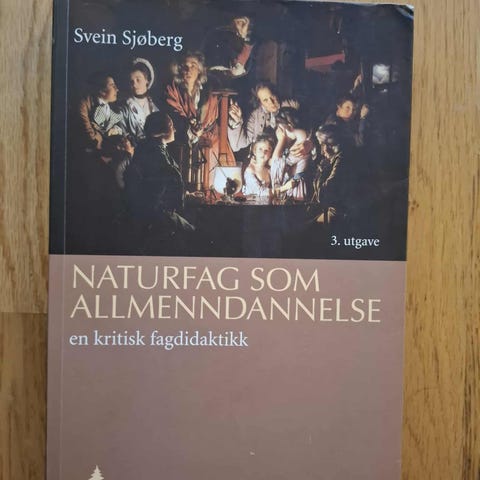 Svein Sjøberg
3. utgave
NATURFAG SOM
ALLMENNDANNELSE
en kritisk fagdidaktikk